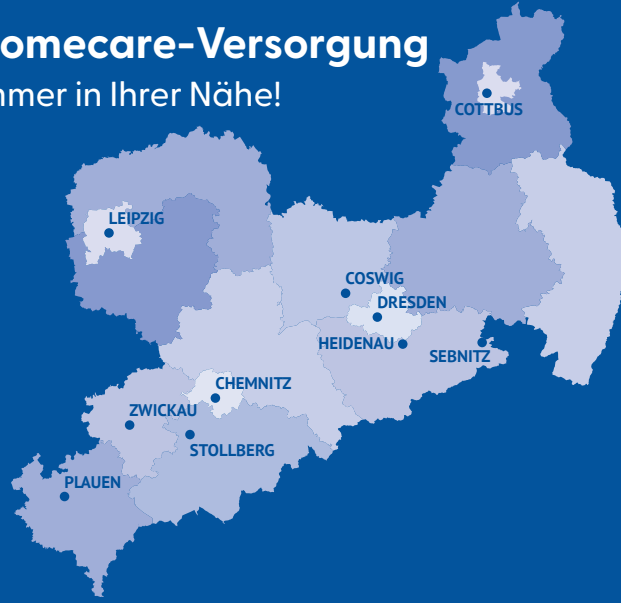 omecare-Versorgung
mmer in Ihrer Nähe!
COTTBUS
LEIPZIG
COSWIG
DRESDEN
HEIDENAU
SEBNITZ
CHEMNITZ
ZWICKAU
STOLLBERG
PLAUEN